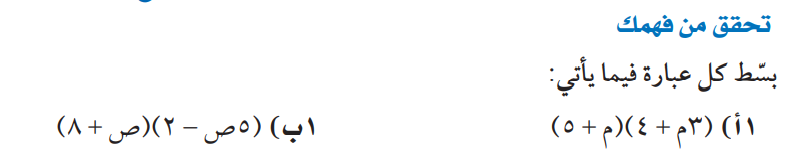 تحقق من فهمك
بسّط كل عبارة فيما يأتي:
١أ) (٣م + ٤)(م + ٥) ١ب) (٥ص – ٢)(ص + ٨)